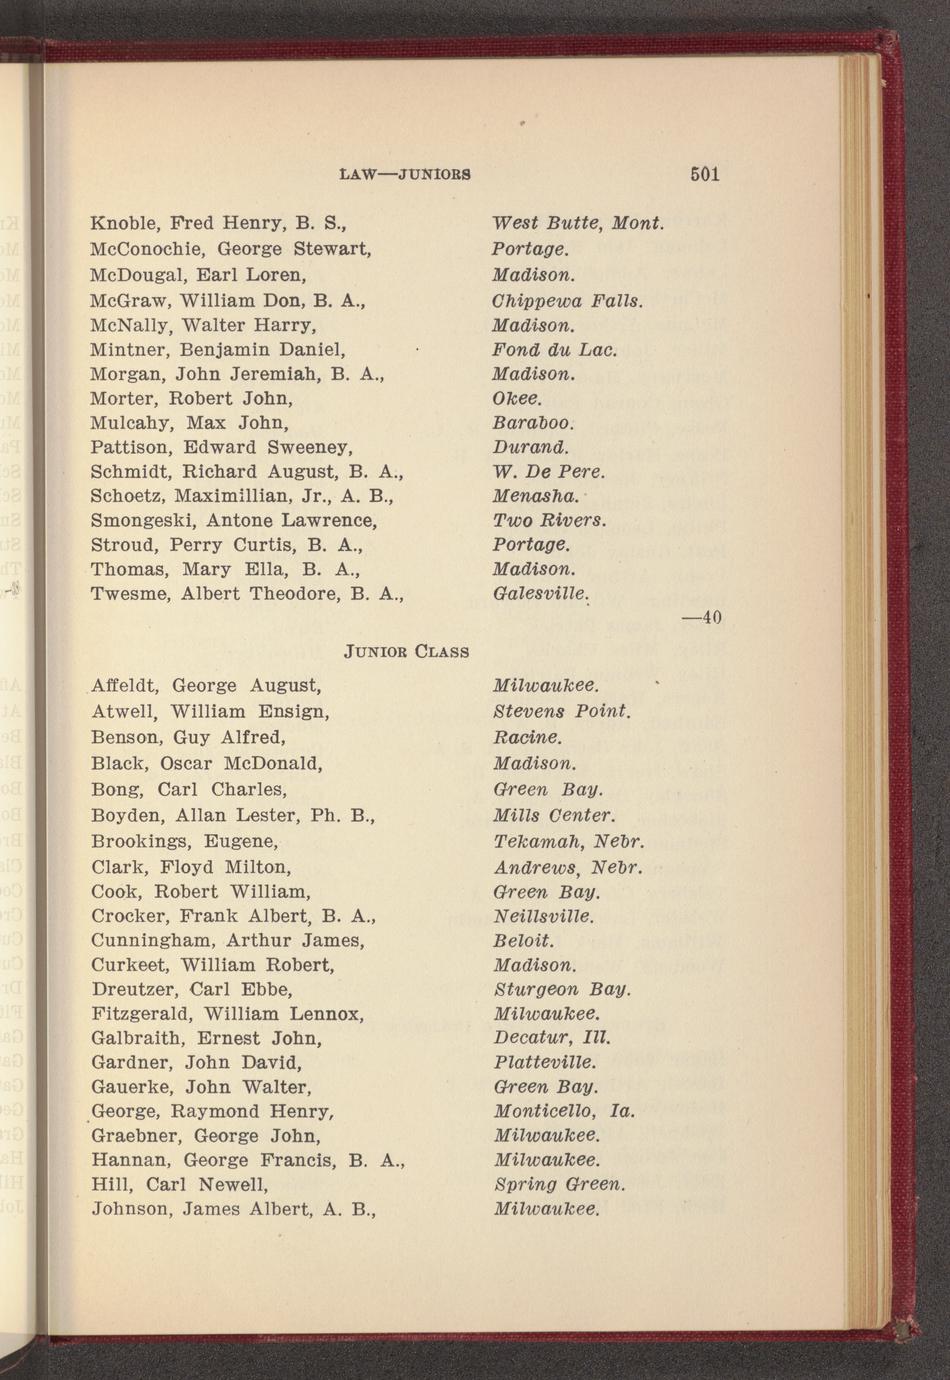 LAW—JUNIORS 501
Knoble, Fred Henry, B. S., West Butte, Mont.
McConochie, George Stewart, Portage.
McDougal, Earl Loren, Madison.
McGraw, William Don, B. A., Chippewa Falls.
McNally, Walter Harry, Madison.
Mintner, Benjamin Daniel, Fond du Lac.
Morgan, John Jeremiah, B. A., Madison.
Morter, Robert John, Okee.
Mulcahy, Max John, Baraboo.
Pattison, Edward Sweeney, Durand.
Schmidt, Richard August, B. A., W. De Pere.
Schoetz, Maximillian, Jr., A. B., Menasha.
Smongeski, Antone Lawrence, Two Rivers.
Stroud, Perry Curtis, B. A., Portage.
Thomas, Mary Ella, B. A., Madison.
Twesme, Albert Theodore, B. A., Galesville.
—40
JUNIOR CLASS
Affeldt, George August, Milwaukee.
Atwell, William Ensign, Stevens Point.
Benson, Guy Alfred, Racine.
Black, Oscar McDonald, Madison.
Bong, Carl Charles, Green Bay.
Boyden, Allan Lester, Ph. B., Mills Center.
Brookings, Eugene, Tekamah, Nebr.
Clark, Floyd Milton, Andrews, Nebr.
Cook, Robert William, Green Bay.
Crocker, Frank Albert, B. A., Neillsville.
Cunningham, Arthur James, Beloit.
Curkeet, William Robert, Madison.
Dreutzer, Carl Ebbe, Sturgeon Bay.
Fitzgerald, William Lennox, Milwaukee.
Galbraith, Ernest John, Decatur, Ill.
Gardner, John David, Platteville.
Gauerke, John Walter, Green Bay.
George, Raymond Henry, Monticello, Ia.
Graebner, George John, Milwaukee.
Hannan, George Francis, B. A., Milwaukee.
Hill, Carl Newell, Spring Green.
Johnson, James Albert, A. B., Milwaukee.